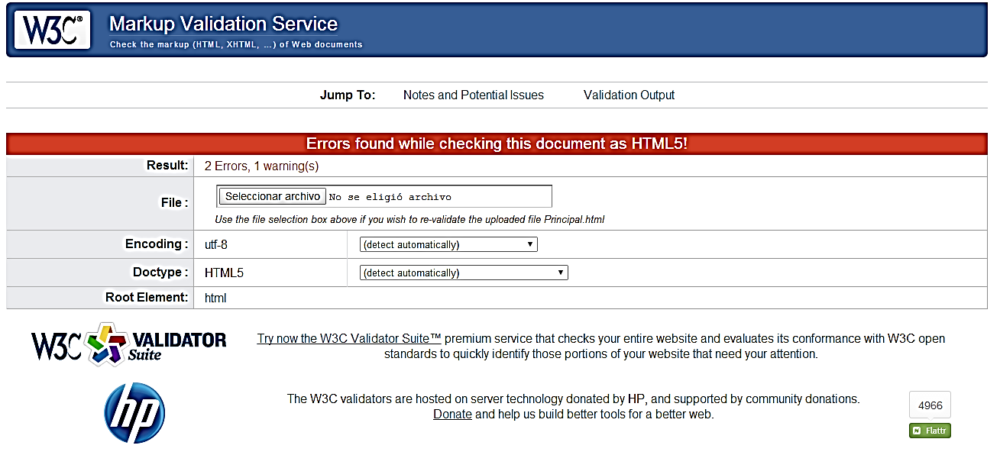 W3C®
Markup Validation Service
Check the markup (HTML, XHTML, …) of Web documents
Jump To: Notes and Potential Issues Validation Output
Errors found while checking this document as HTML5!
Result: 2 Errors, 1 warning(s)
File : Seleccionar archivo No se eligió archivo
Use the file selection box above if you wish to re-validate the uploaded file Principal.html
Encoding : utf-8 (detect automatically)
Doctype : HTML5 (detect automatically)
Root Element: html
W3C VALIDATOR Suite
Try now the W3C Validator Suite™ premium service that checks your entire website and evaluates its conformance with W3C open
standards to quickly identify those portions of your website that need your attention.
hp
The W3C validators are hosted on server technology donated by HP, and supported by community donations.
Donate and help us build better tools for a better web.
4966
Flattr